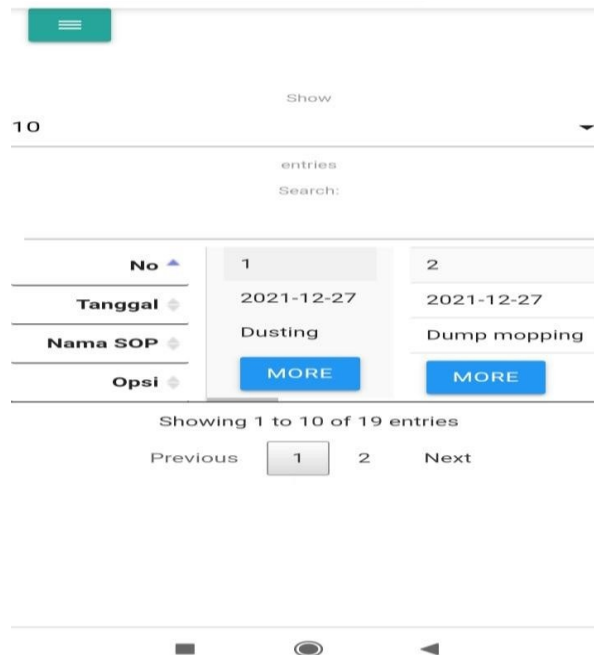 Show
10
entries
Search:
No 1 2
Tanggal 2021-12-27 2021-12-27
Nama SOP Dusting Dump mopping
Opsi MORE MORE
Showing 1 to 10 of 19 entries
Previous 1 2 Next